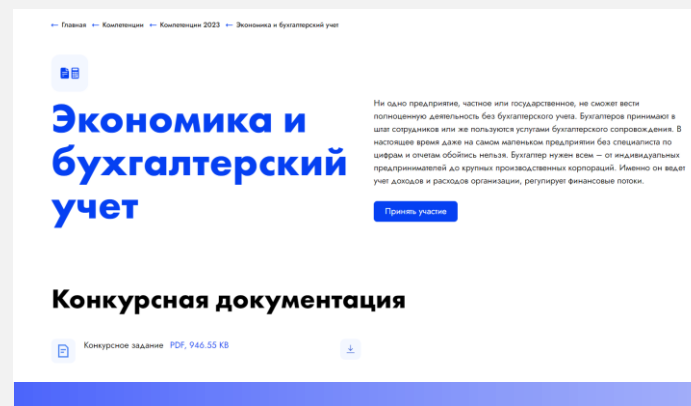 ← Главная ← Компетенции ← Компетенции 2023 ← Экономика и бухгалтерский учет
Экономика и
бухгалтерский
учет
Ни одно предприятие, частное или государственное, не сможет вести
полноценную деятельность без бухгалтерского учета. Бухгалтеров принимают в
штат сотрудников или же пользуются услугами бухгалтерского сопровождения. В
настоящее время даже на самом маленьком предприятии без специалиста по
цифрам и отчетам обойтись нельзя. Бухгалтер нужен всем – от индивидуальных
предпринимателей до крупных производственных корпораций. Именно он ведет
учет доходов и расходов организации, регулирует финансовые потоки.
Принять участие
Конкурсная документация
Конкурсное задание PDF, 946.55 KB